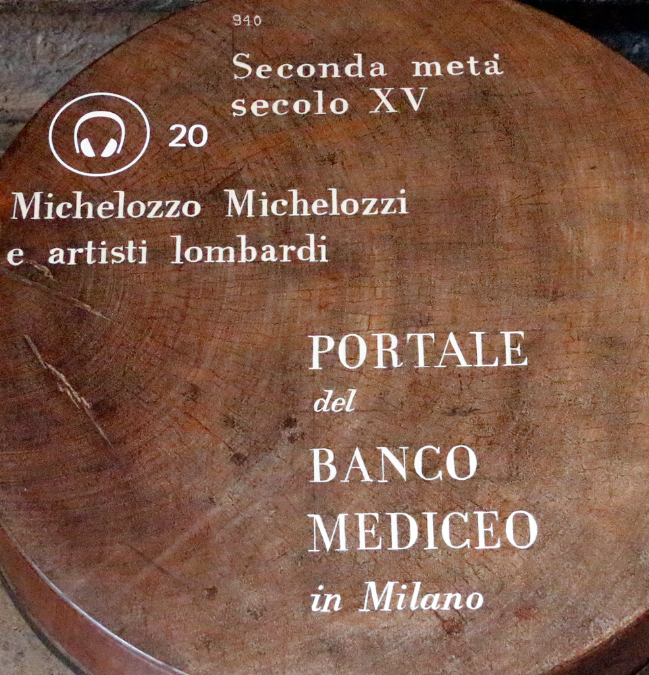 940
Seconda metà
secolo XV
20
Michelozzo Michelozzi
e artisti lombardi
PORTALE
del
BANCO
MEDICEO
in Milano